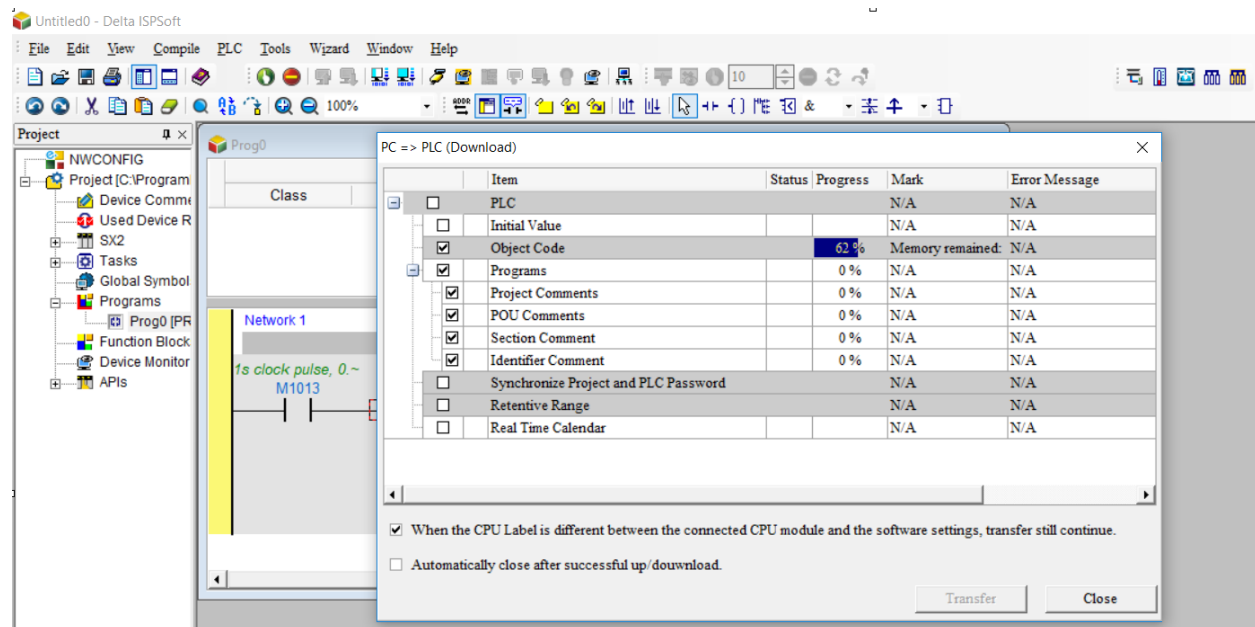 Untitled0 - Delta ISPSoft
File Edit View Compile PLC Tools Wizard Window Help
10
100%
ADDR
&
Project
NWCONFIG
Project [C:\Program
Device Comme
Used Device R
SX2
Tasks
Global Symbol
Programs
Prog0 [PR
Function Block
Device Monitor
APIs
Prog0
Class
Network 1
1s clock pulse, 0.~
M1013
PC => PLC (Download)
Item Status Progress Mark Error Message
PLC N/A N/A
Initial Value N/A N/A
Object Code 62 % Memory remained: N/A
Programs 0 % N/A N/A
Project Comments 0 % N/A N/A
POU Comments 0 % N/A N/A
Section Comment 0 % N/A N/A
Identifier Comment 0 % N/A N/A
Synchronize Project and PLC Password N/A N/A
Retentive Range N/A N/A
Real Time Calendar N/A N/A
When the CPU Label is different between the connected CPU module and the software settings, transfer still continue.
Automatically close after successful up/douwnload.
Transfer Close